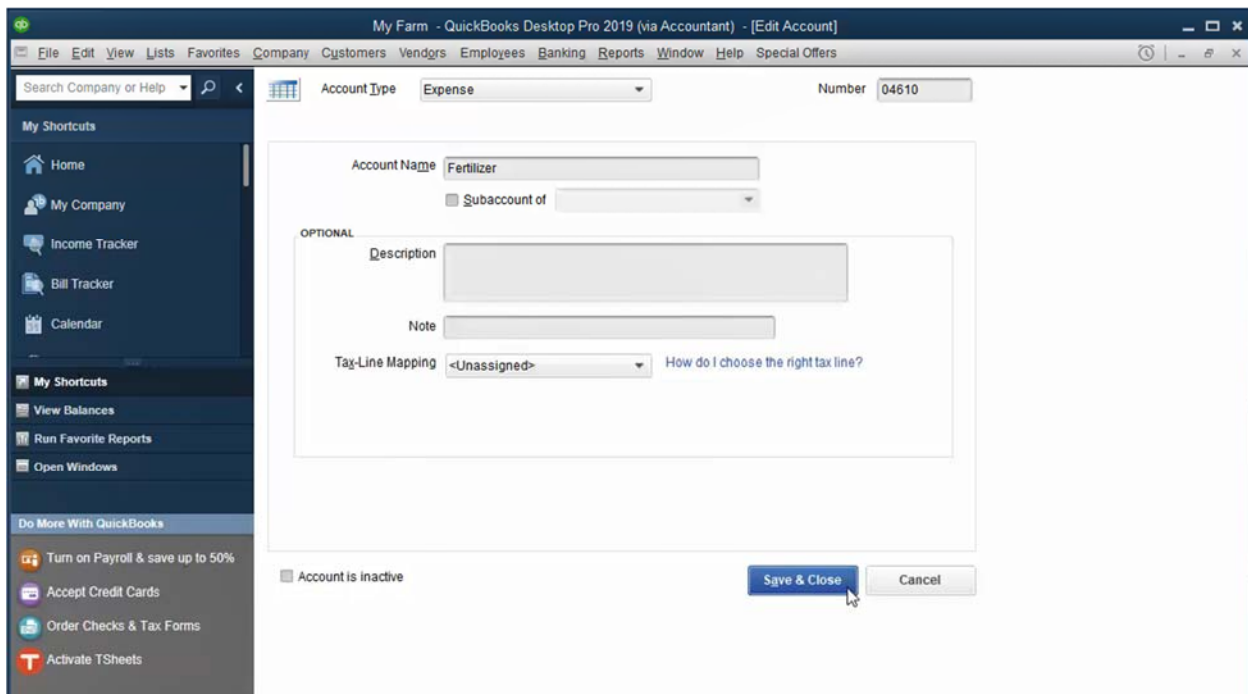 My Farm - QuickBooks Desktop Pro 2019 (via Accountant) - [Edit Account]
File Edit View Lists Favorites Company Customers Vendors Employees Banking Reports Window Help Special Offers
Search Company or Help
Account Type Expense Number 04610
My Shortcuts
Home
My Company
Income Tracker
Bill Tracker
Calendar
My Shortcuts
View Balances
Run Favorite Reports
Open Windows
Do More With QuickBooks
Turn on Payroll & save up to 50%
Accept Credit Cards
Order Checks & Tax Forms
Activate TSheets
Account Name Fertilizer
Subaccount of
OPTIONAL
Description
Note
Tax-Line Mapping <Unassigned> How do I choose the right tax line?
Account is inactive
Save & Close Cancel